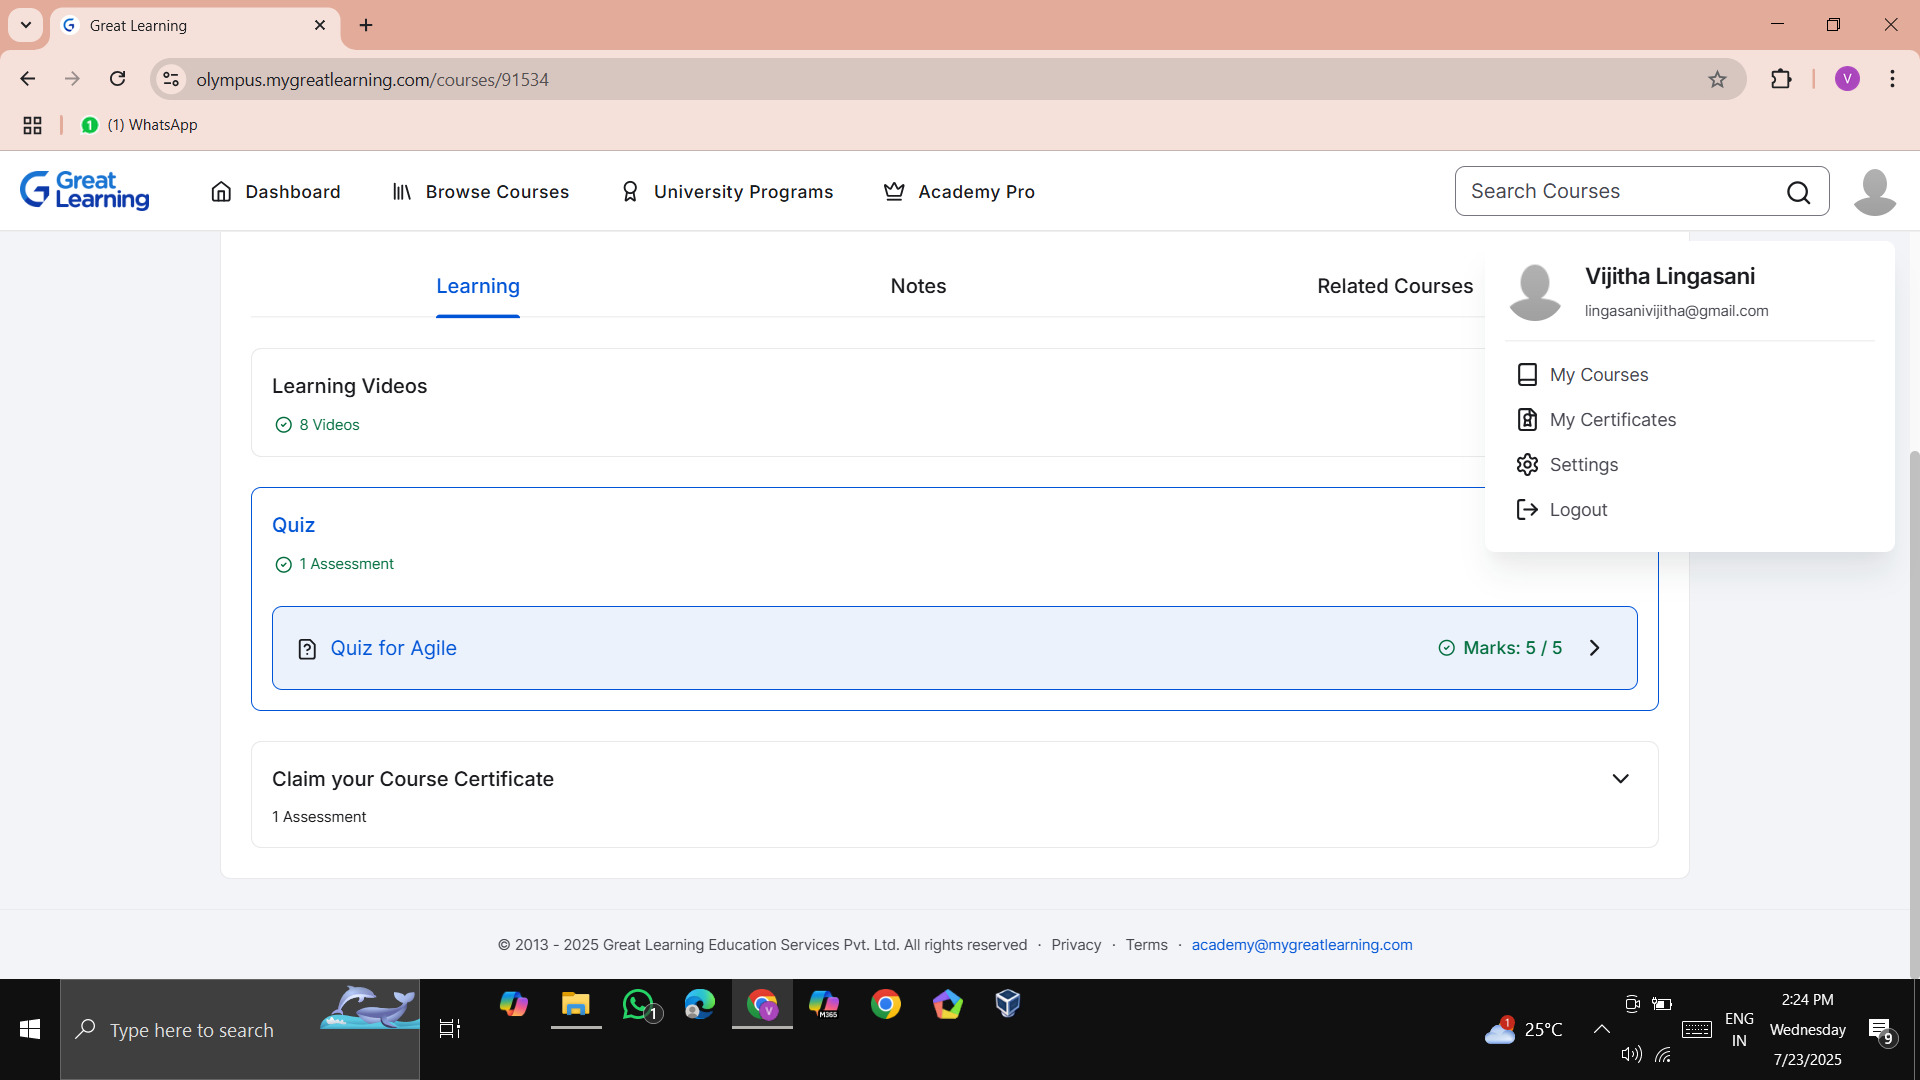 Great Learning
olympus.mygreatlearning.com/courses/91534
V
1 (1) WhatsApp
Great Learning
Dashboard
Browse Courses
University Programs
Academy Pro
Search Courses
Learning
Notes
Related Courses
Vijitha Lingasani
lingasanivijitha@gmail.com
My Courses
My Certificates
Settings
Logout
Learning Videos
8 Videos
Quiz
1 Assessment
Quiz for Agile
Marks: 5 / 5
Claim your Course Certificate
1 Assessment
© 2013 - 2025 Great Learning Education Services Pvt. Ltd. All rights reserved · Privacy · Terms · academy@mygreatlearning.com
Type here to search
1
V
M365
1
25°C
ENG
IN
2:24 PM
Wednesday
7/23/2025
9